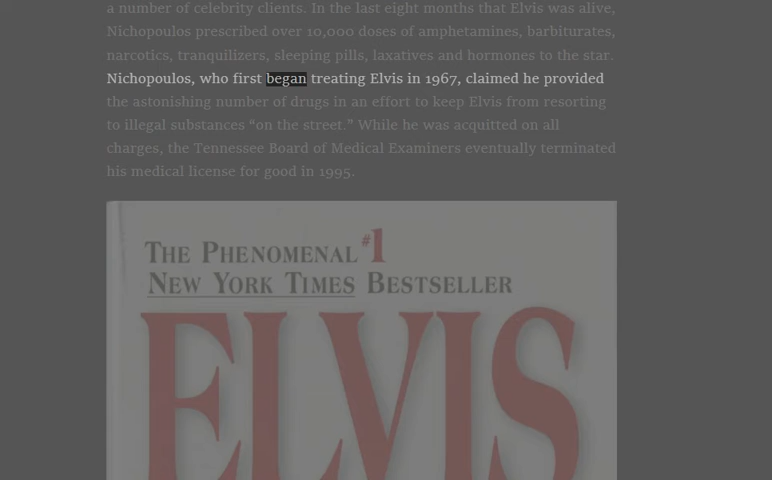 a number of celebrity clients. In the last eight months that Elvis was alive,
Nichopoulos prescribed over 10,000 doses of amphetamines, barbiturates,
narcotics, tranquilizers, sleeping pills, laxatives and hormones to the star.
Nichopoulos, who first began treating Elvis in 1967, claimed he provided
the astonishing number of drugs in an effort to keep Elvis from resorting
to illegal substances “on the street.” While he was acquitted on all
charges, the Tennessee Board of Medical Examiners eventually terminated
his medical license for good in 1995.
THE PHENOMENAL #1
NEW YORK TIMES BESTSELLER
ELVIS